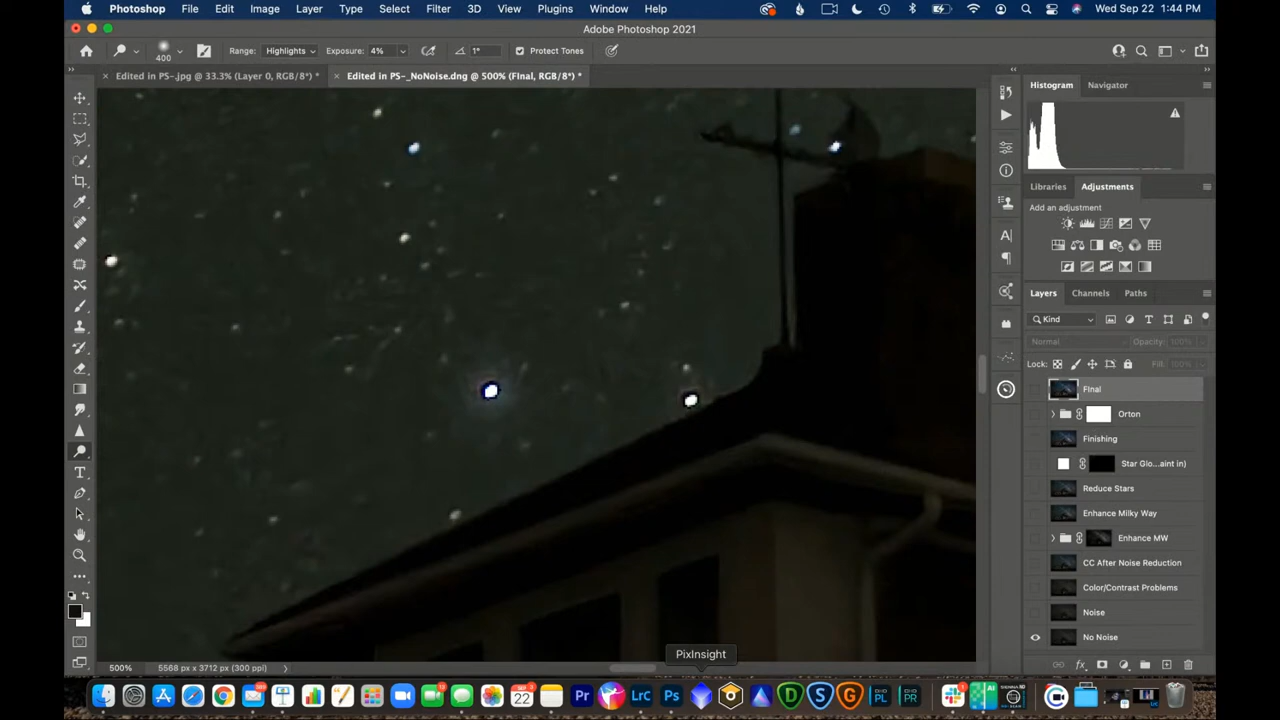 Photoshop File Edit Image Layer Type Select Filter 3D View Plugins Window Help Wed Sep 22 1:44 PM
Adobe Photoshop 2021
400 Range: Highlights Exposure: 4% 1° Protect Tones
Edited in PS-.jpg @ 33.3% (Layer 0, RGB/8*) *
Edited in PS-_NoNoise.dng @ 500% (FInal, RGB/8*) *
Histogram Navigator
Libraries Adjustments
Add an adjustment
Layers Channels Paths
Kind
Normal Opacity: 100%
Lock: Fill: 100%
FInal
Orton
Finishing
Star Glo...aint in)
Reduce Stars
Enhance Milky Way
Enhance MW
CC After Noise Reduction
Color/Contrast Problems
Noise
No Noise
PixInsight
500% 5568 px x 3712 px (300 ppi)